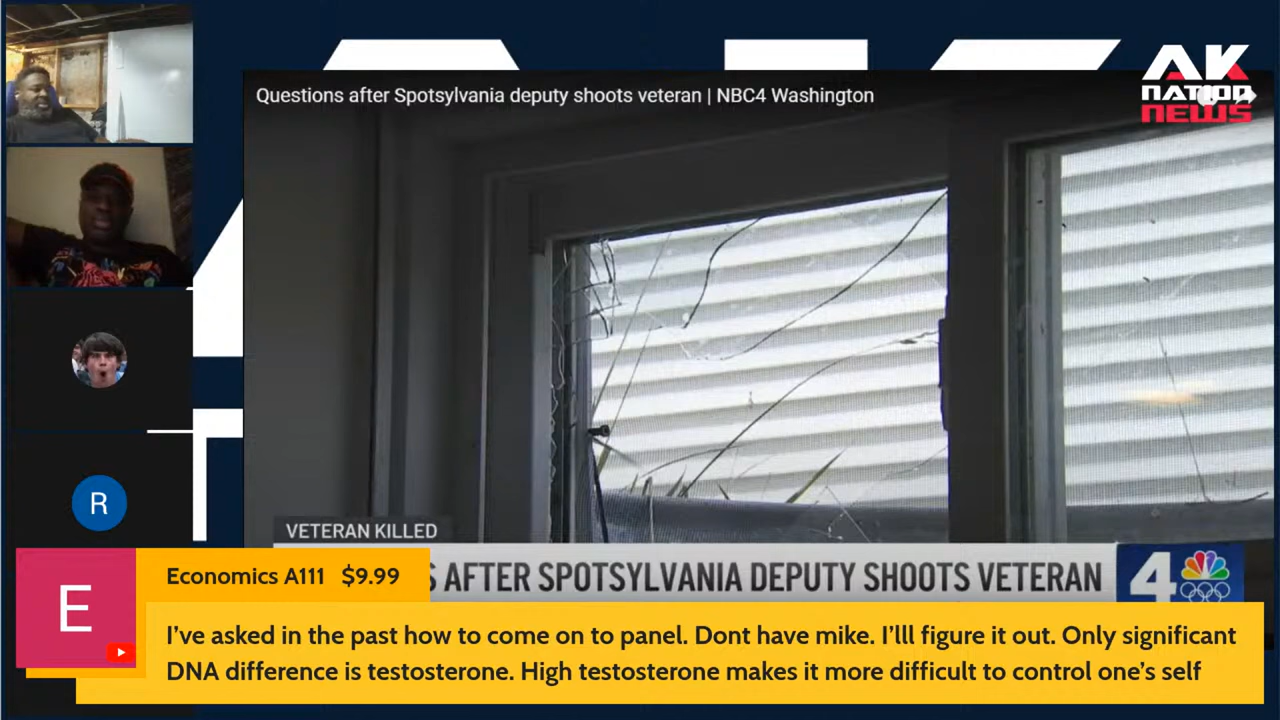 Questions after Spotsylvania deputy shoots veteran | NBC4 Washington
AK
NATION
NEWS
R
VETERAN KILLED
S AFTER SPOTSYLVANIA DEPUTY SHOOTS VETERAN
4
E
Economics A111 $9.99
I've asked in the past how to come on to panel. Dont have mike. I'lll figure it out. Only significant
DNA difference is testosterone. High testosterone makes it more difficult to control one's self